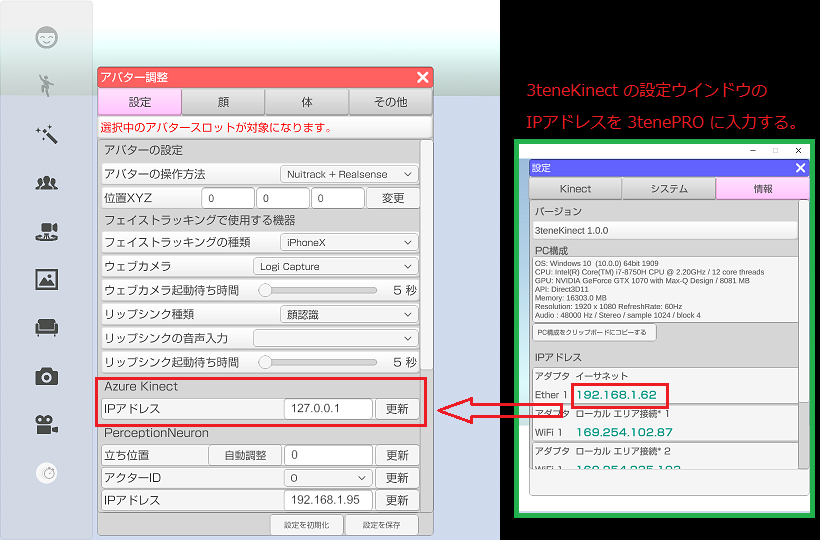 アバター調整
設定 顔 体 その他
選択中のアバタースロットが対象になります。
アバターの設定
アバターの操作方法 Nuitrack + Realsense
位置XYZ 0 0 0 変更
フェイストラッキングで使用する機器
フェイストラッキングの種類 iPhoneX
ウェブカメラ Logi Capture
ウェブカメラ起動待ち時間 5 秒
リップシンク種類 顔認識
リップシンクの音声入力
リップシンク起動待ち時間 5 秒
Azure Kinect
IPアドレス 127.0.0.1 更新
PerceptionNeuron
立ち位置 自動調整 0 更新
アクターID 0 更新
IPアドレス 192.168.1.95 更新
設定を初期化 設定を保存
3teneKinect の設定ウインドウの
IPアドレスを 3tenePRO に入力する。
設定
Kinect システム 情報
バージョン
3teneKinect 1.0.0
PC構成
OS: Windows 10 (10.0.0) 64bit 1909
CPU: Intel(R) Core(TM) i7-8750H CPU @ 2.20GHz / 12 core threads
GPU: NVIDIA GeForce GTX 1070 with Max-Q Design / 8081 MB
API: Direct3D11
Memory: 16303.0 MB
Resolution: 1920 x 1080 RefreshRate: 60Hz
Audio : 48000 Hz / Stereo / sample 1024 / block 4
PC構成をクリップボードにコピーする
IPアドレス
アダプタ イーサネット
Ether 1 192.168.1.62
アダプタ ローカル エリア接続* 1
WiFi 1 169.254.102.87
アダプタ ローカル エリア接続* 2
WiFi 1